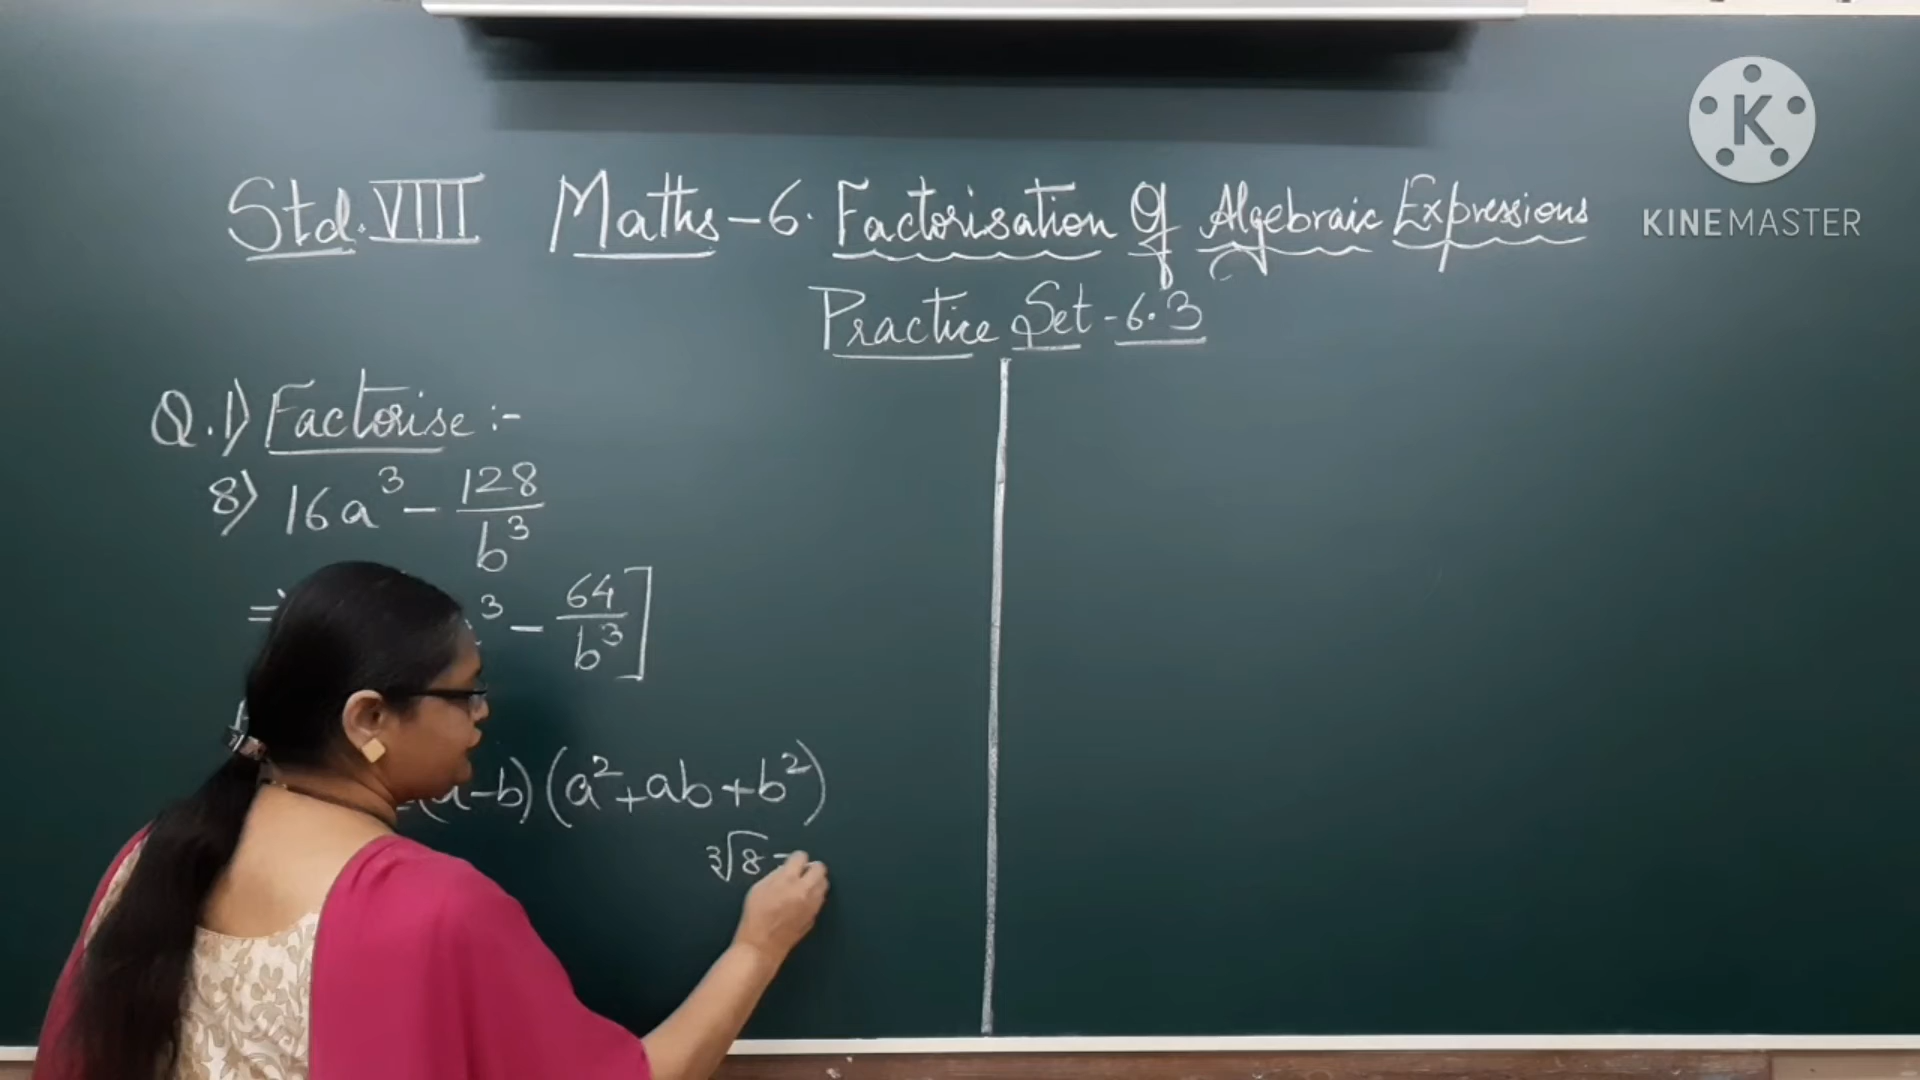 KINEMASTER
Std. VIII Maths - 6. Factorisation Of Algebraic Expressions
Practice Set - 6.3
Q.1) Factorise :-
8) 16a³ - 128/b³
= ³ - 64/b³]
-b) (a² + ab + b²)
∛8 =